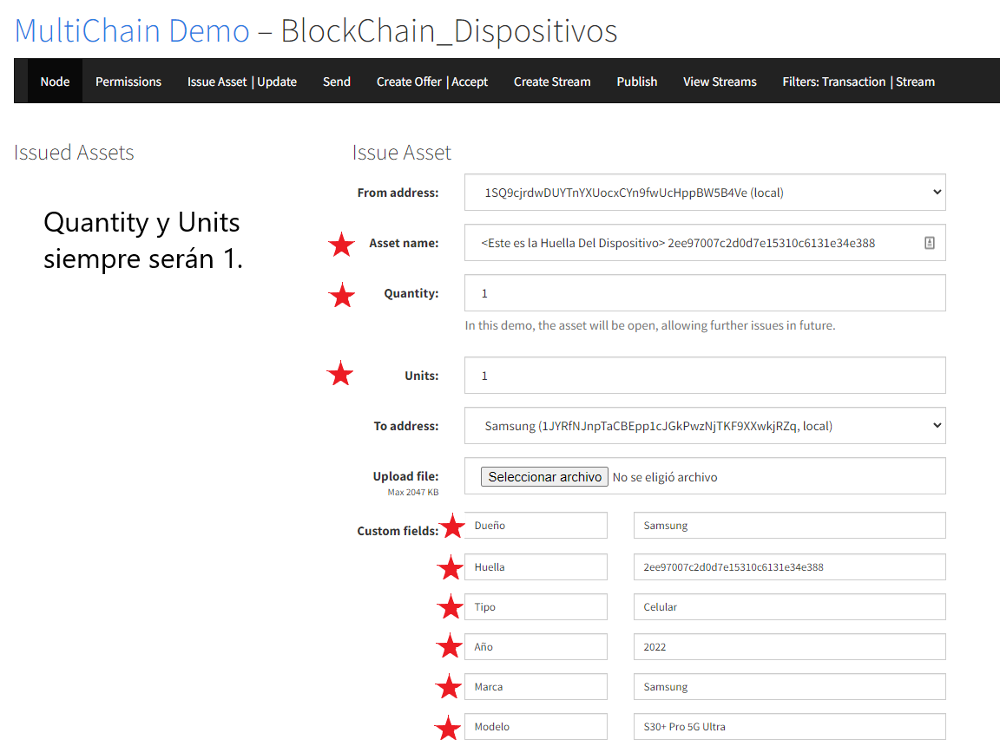 MultiChain Demo – BlockChain_Dispositivos
Node Permissions Issue Asset | Update Send Create Offer | Accept Create Stream Publish View Streams Filters: Transaction | Stream
Issued Assets
Quantity y Units
siempre serán 1.
Issue Asset
From address: 1SQ9cjrdwDUYTnYXUocxCYn9fwUcHppBW5B4Ve (local)
Asset name: <Este es la Huella Del Dispositivo> 2ee97007c2d0d7e15310c6131e34e388
Quantity: 1
In this demo, the asset will be open, allowing further issues in future.
Units: 1
To address: Samsung (1JYRfNJnpTaCBEpp1cJGkPwzNjTKF9XXwkjRZq, local)
Upload file: Seleccionar archivo No se eligió archivo
Max 2047 KB
Custom fields: Dueño Samsung
Huella 2ee97007c2d0d7e15310c6131e34e388
Tipo Celular
Año 2022
Marca Samsung
Modelo S30+ Pro 5G Ultra